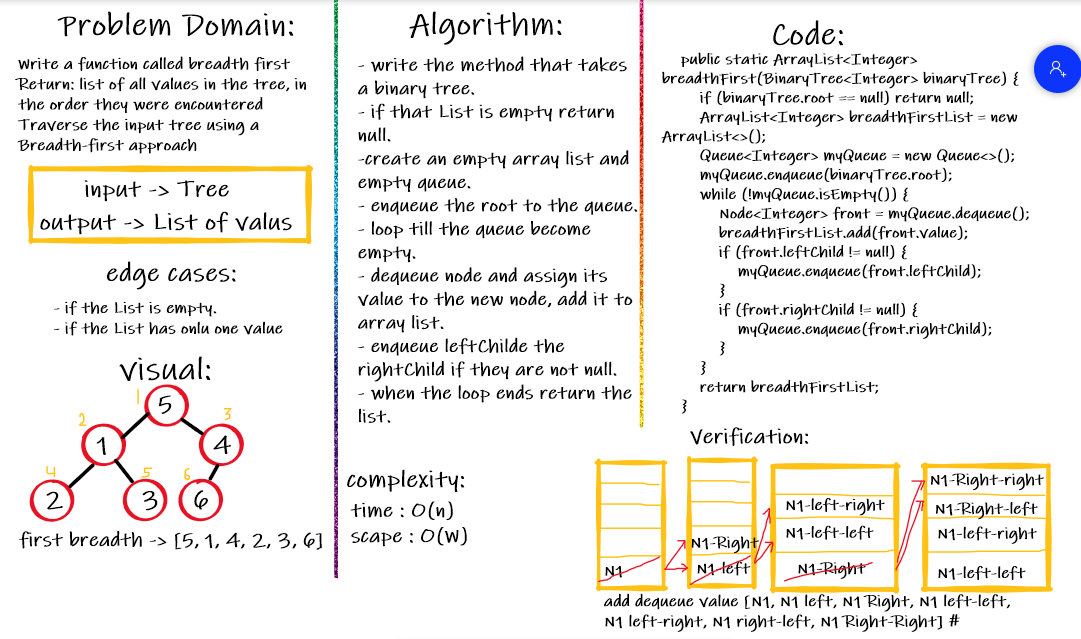 Problem Domain:
Write a function called breadth first
Return: list of all values in the tree, in
the order they were encountered
Traverse the input tree using a
Breadth-first approach
input -> Tree
output -> List of valus
edge cases:
- if the List is empty.
- if the List has only one value
visual:
1
5
2
3
1
4
4
5
6
2
3
6
first breadth -> [5, 1, 4, 2, 3, 6]
Algorithm:
- write the method that takes
a binary tree.
- if that List is empty return
null.
-create an empty array list and
empty queue.
- enqueue the root to the queue.
- loop till the queue become
empty.
- dequeue node and assign its
value to the new node, add it to
array list.
- enqueue leftChilde the
rightChild if they are not null.
- when the loop ends return the
list.
complexity:
time : O(n)
scape : O(w)
Code:
public static ArrayList<Integer>
breadthFirst(BinaryTree<Integer> binaryTree) {
if (binaryTree.root == null) return null;
ArrayList<Integer> breadthFirstList = new
ArrayList<>();
Queue<Integer> myQueue = new Queue<>();
myQueue.enqueue(binaryTree.root);
while (!myQueue.isEmpty()) {
Node<Integer> front = myQueue.dequeue();
breadthFirstList.add(front.value);
if (front.leftChild != null) {
myQueue.enqueue(front.leftChild);
}
if (front.rightChild != null) {
myQueue.enqueue(front.rightChild);
}
}
return breadthFirstList;
}
Verification:
N1
N1-Right
N1-left
N1-left-right
N1-left-left
N1-Right
N1-Right-right
N1-Right-left
N1-left-right
N1-left-left
add dequeue value [N1, N1 left, N1 Right, N1 left-left,
N1 left-right, N1 right-left, N1 Right-Right] #